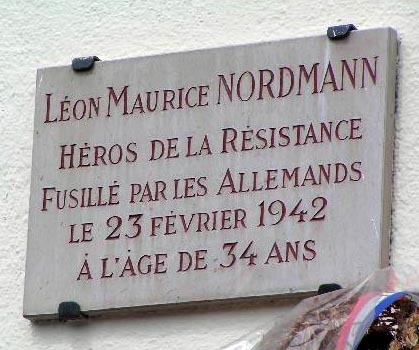 LÉON MAURICE NORDMANN
HÉROS DE LA RÉSISTANCE
FUSILLÉ PAR LES ALLEMANDS
LE 23 FÉVRIER 1942
À L'ÂGE DE 34 ANS